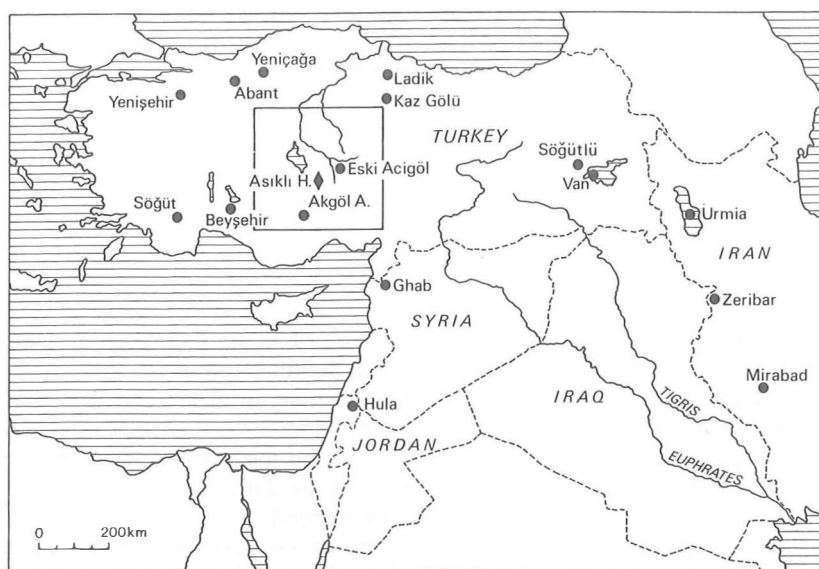 Yeniçağa
Ladik
Abant
Yenişehir
Kaz Gölü
TURKEY
Söğütlü
Eski Acigöl
Van
Asıklı H.
Söğüt
Beyşehir
Akgöl A.
Urmia
IRAN
Ghab
Zeribar
SYRIA
Mirabad
Hula
IRAQ
TIGRIS
JORDAN
EUPHRATES
0 200km